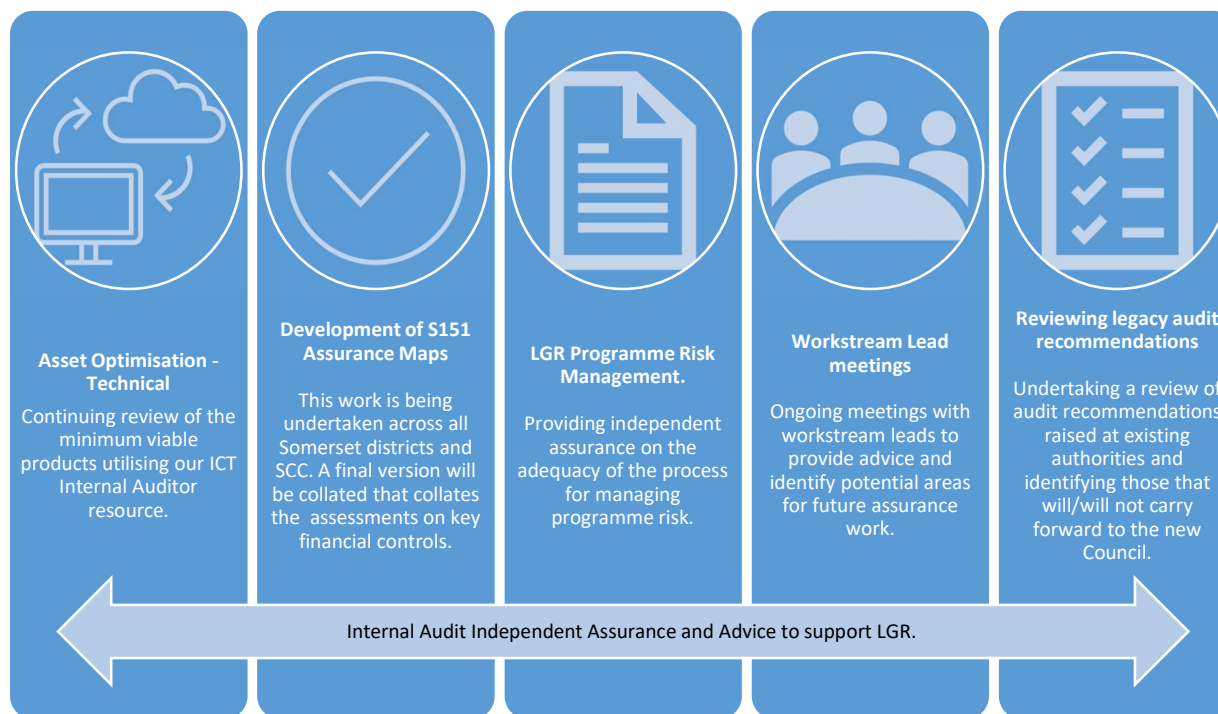 Asset Optimisation -
Technical
Continuing review of the
minimum viable
products utilising our ICT
Internal Auditor
resource.
Development of S151
Assurance Maps
This work is being
undertaken across all
Somerset districts and
SCC. A final version will
be collated that collates
the assessments on key
financial controls.
LGR Programme Risk
Management.
Providing independent
assurance on the
adequacy of the process
for managing
programme risk.
Workstream Lead
meetings
Ongoing meetings with
workstream leads to
provide advice and
identify potential areas
for future assurance
work.
Reviewing legacy audit
recommendations
Undertaking a review of
audit recommendations
raised at existing
authorities and
identifying those that
will/will not carry
forward to the new
Council.
Internal Audit Independent Assurance and Advice to support LGR.